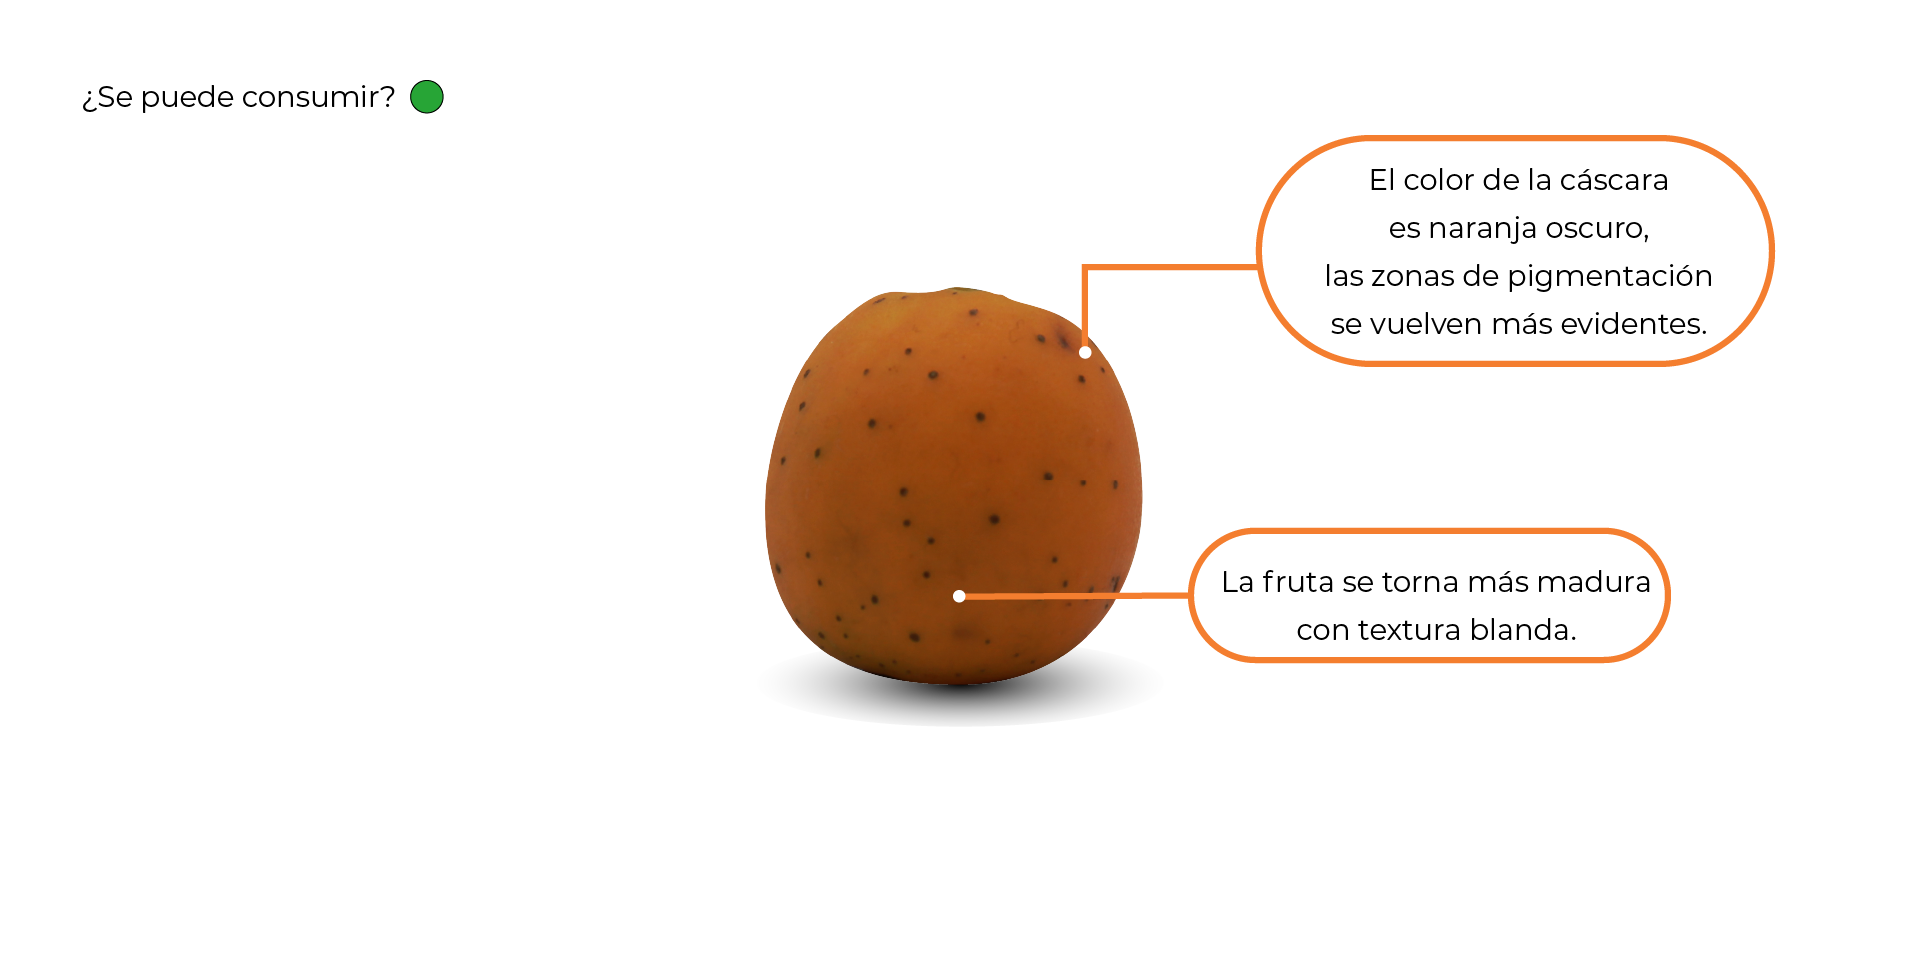 ¿Se puede consumir?
El color de la cáscara
es naranja oscuro,
las zonas de pigmentación
se vuelven más evidentes.
La fruta se torna más madura
con textura blanda.